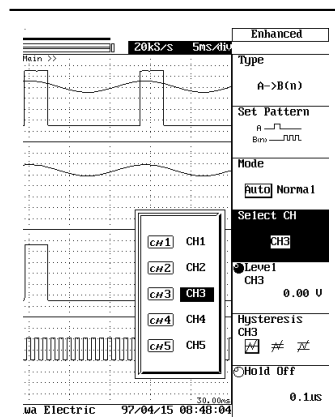 20kS/s 5ms/div
Main >>
CH1 CH1
CH2 CH2
CH3 CH3
CH4 CH4
CH5 CH5
30.00ms
wa Electric 97/04/15 08:48:04
Enhanced
Type
A->B(n)
Set Pattern
A
B(n)
Mode
Auto Normal
Select CH
CH3
Level
CH3
0.00 V
Hysteresis
CH3
Hold Off
0.1us